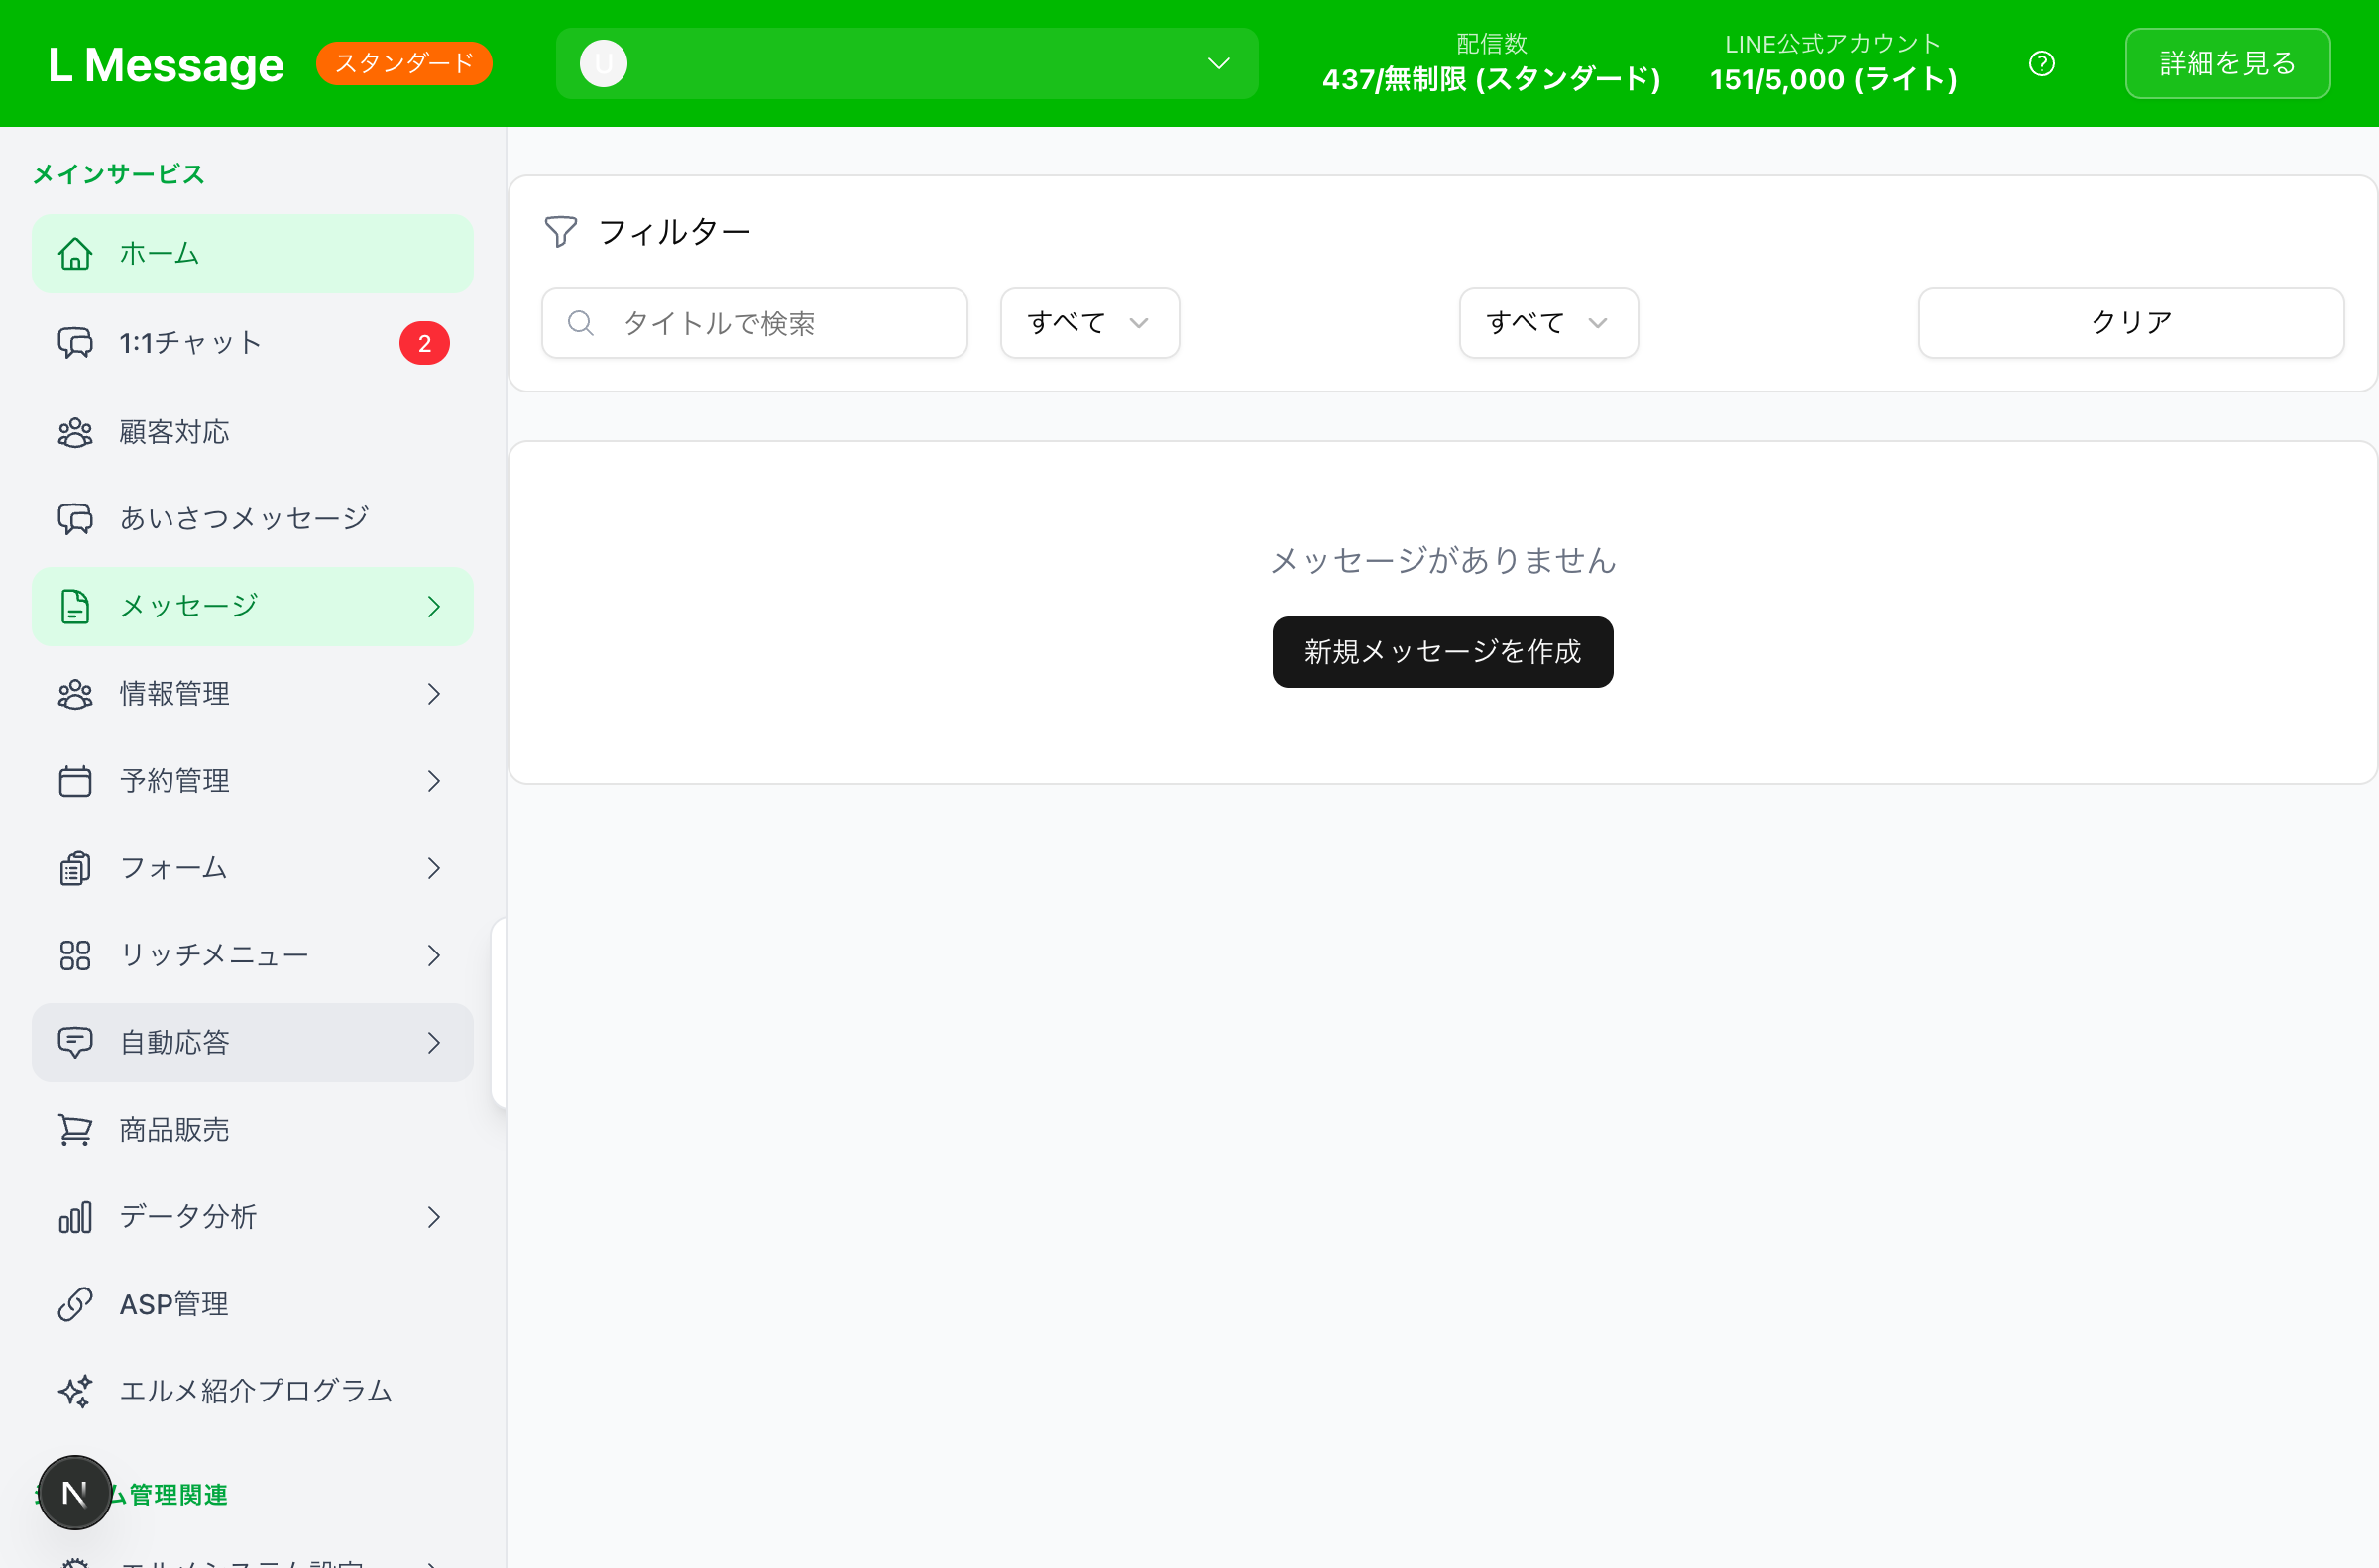 L Message
スタンダード
U
配信数
437/無制限 (スタンダード)
LINE公式アカウント
151/5,000 (ライト)
詳細を見る
メインサービス
ホーム
1:1チャット
2
顧客対応
あいさつメッセージ
メッセージ
情報管理
予約管理
フォーム
リッチメニュー
自動応答
商品販売
データ分析
ASP管理
エルメ紹介プログラム
N
ム管理関連
フィルター
タイトルで検索
すべて
すべて
クリア
メッセージがありません
新規メッセージを作成